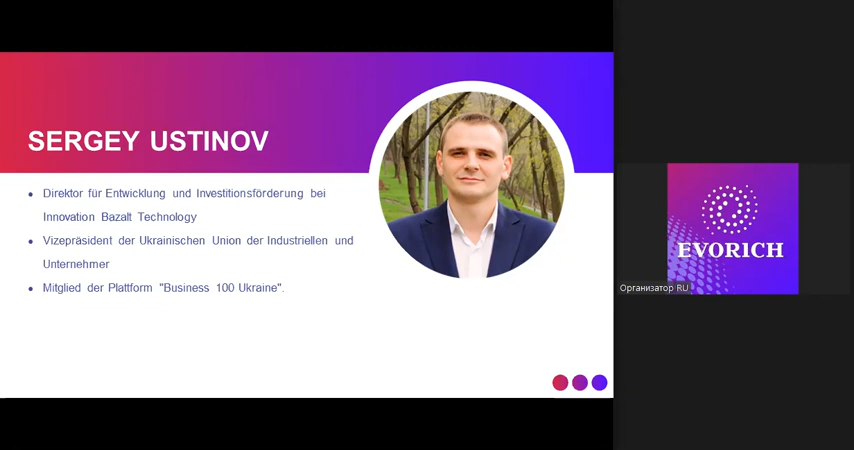 SERGEY USTINOV
• Direktor für Entwicklung und Investitionsförderung bei
Innovation Bazalt Technology
• Vizepräsident der Ukrainischen Union der Industriellen und
Unternehmer
• Mitglied der Plattform "Business 100 Ukraine".
EVORICH
Организатор RU